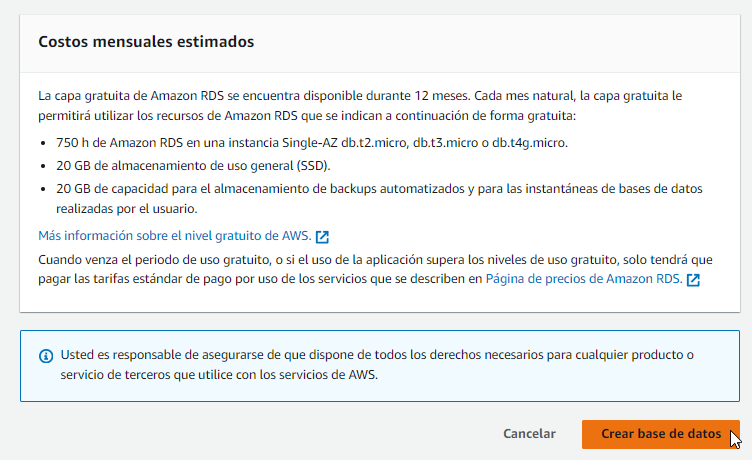 Costos mensuales estimados
La capa gratuita de Amazon RDS se encuentra disponible durante 12 meses. Cada mes natural, la capa gratuita le
permitirá utilizar los recursos de Amazon RDS que se indican a continuación de forma gratuita:
• 750 h de Amazon RDS en una instancia Single-AZ db.t2.micro, db.t3.micro o db.t4g.micro.
• 20 GB de almacenamiento de uso general (SSD).
• 20 GB de capacidad para el almacenamiento de backups automatizados y para las instantáneas de bases de datos
realizadas por el usuario.
Más información sobre el nivel gratuito de AWS.
Cuando venza el periodo de uso gratuito, o si el uso de la aplicación supera los niveles de uso gratuito, solo tendrá que
pagar las tarifas estándar de pago por uso de los servicios que se describen en Página de precios de Amazon RDS.
Usted es responsable de asegurarse de que dispone de todos los derechos necesarios para cualquier producto o
servicio de terceros que utilice con los servicios de AWS.
Cancelar Crear base de datos